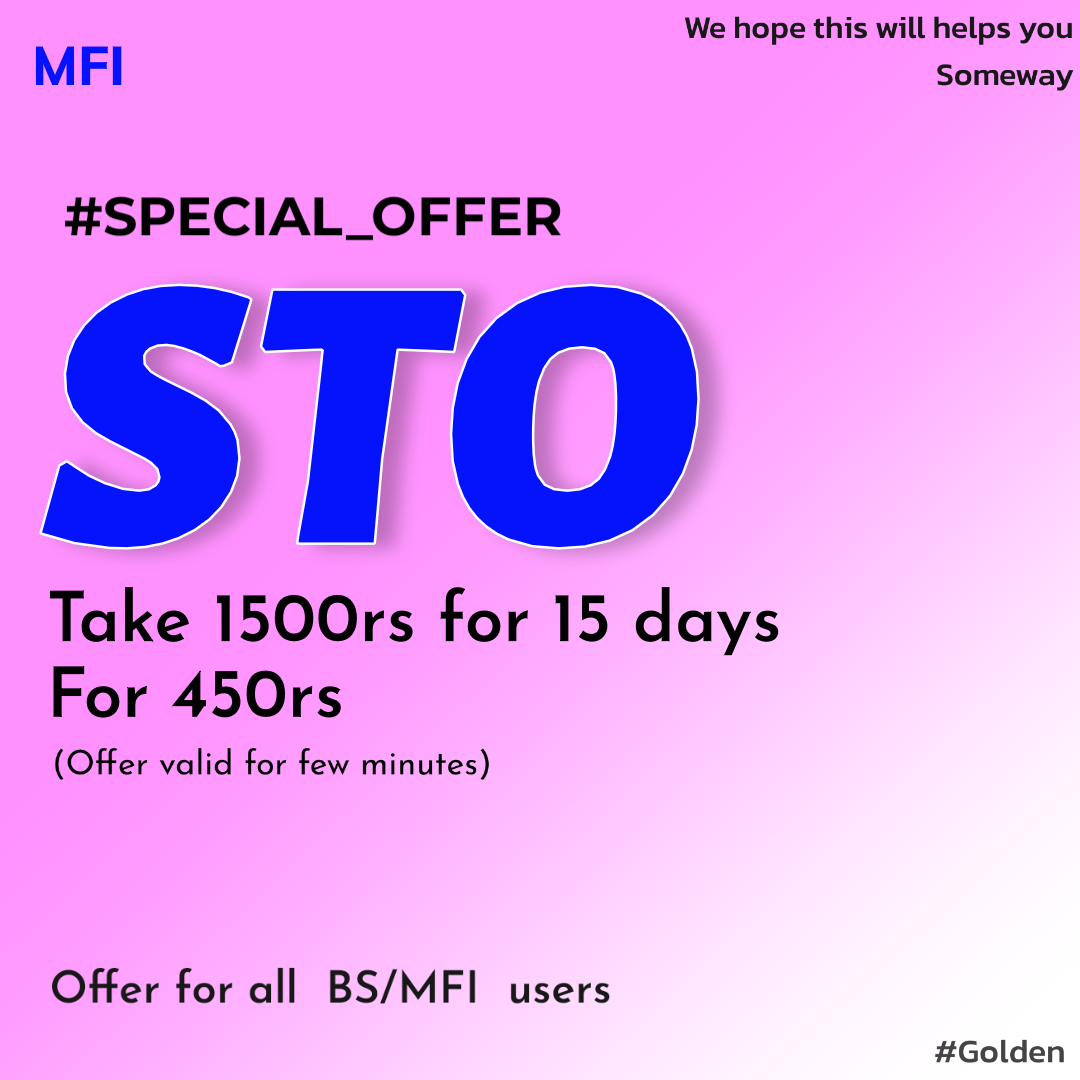 MFI
We hope this will helps you
Someway
#SPECIAL_OFFER
STO
Take 1500rs for 15 days
For 450rs
(Offer valid for few minutes)
Offer for all BS/MFI users
#Golden